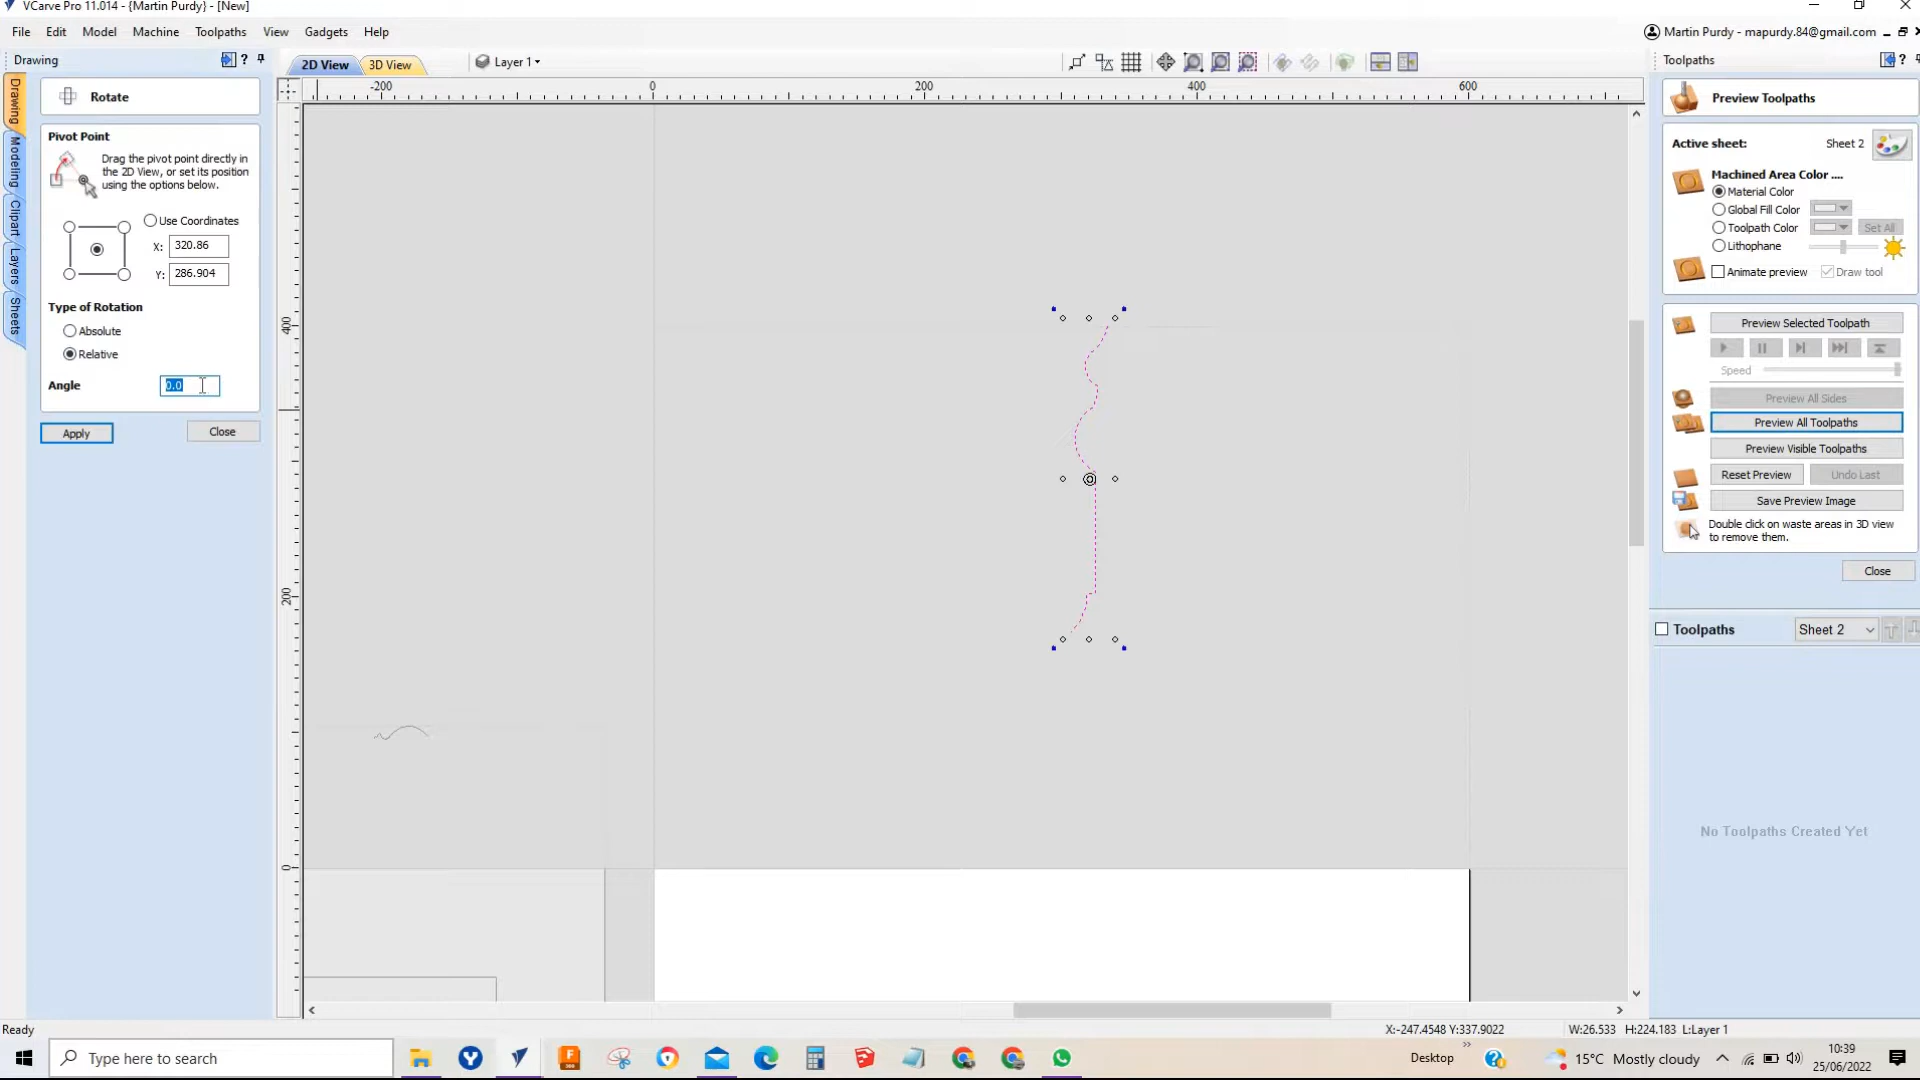 VCarve Pro 11.014 - {Martin Purdy} - [New]
File Edit Model Machine Toolpaths View Gadgets Help
Martin Purdy - mapurdy.84@gmail.com
Drawing
?
2D View
3D View
Layer 1
Toolpaths
?
Drawing
Modeling
Clipart
Layers
Sheets
Rotate
Pivot Point
Drag the pivot point directly in
the 2D View, or set its position
using the options below.
Use Coordinates
X: 320.86
Y: 286.904
Type of Rotation
Absolute
Relative
Angle 0.0
Apply Close
-200 0 200 400 600
400
200
0
Preview Toolpaths
Active sheet: Sheet 2
Machined Area Color ....
Material Color
Global Fill Color
Toolpath Color Set All
Lithophane
Animate preview Draw tool
Preview Selected Toolpath
Speed
Preview All Sides
Preview All Toolpaths
Preview Visible Toolpaths
Reset Preview Undo Last
Save Preview Image
Double click on waste areas in 3D view
to remove them.
Close
Toolpaths Sheet 2
No Toolpaths Created Yet
Ready
X:-247.4548 Y:337.9022 W:26.533 H:224.183 L:Layer 1
Type here to search
Desktop
15°C Mostly cloudy
10:39
25/06/2022